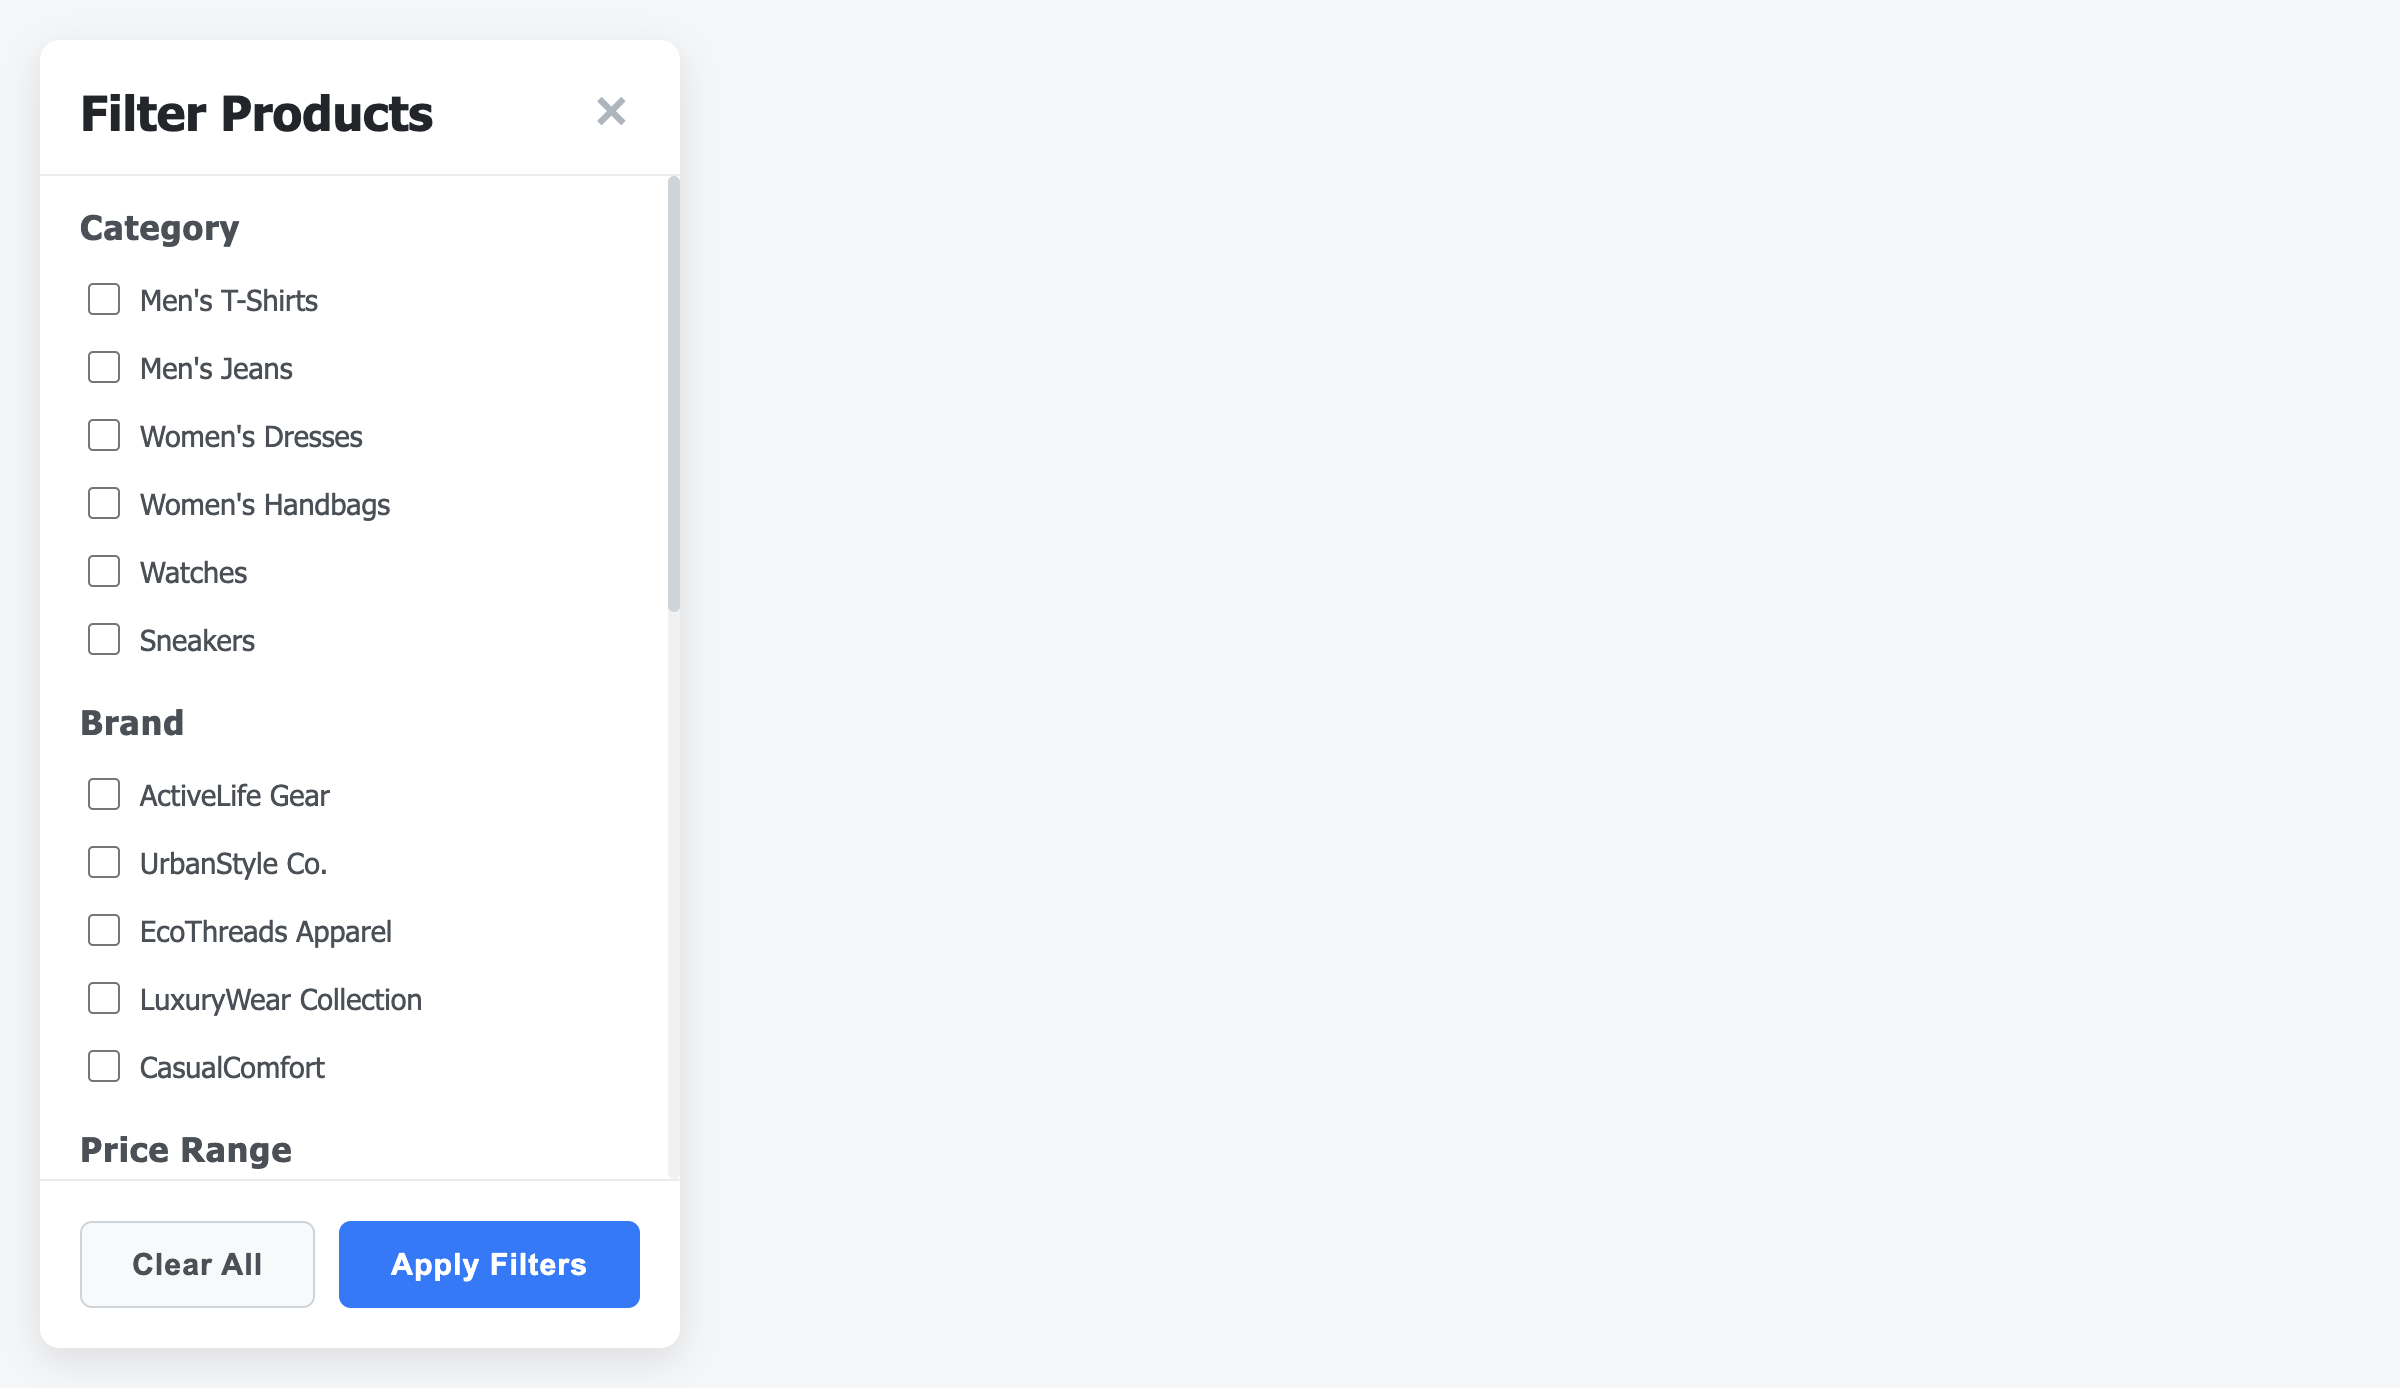 Filter Products
Category
Men's T-Shirts
Men's Jeans
Women's Dresses
Women's Handbags
Watches
Sneakers
Brand
ActiveLife Gear
UrbanStyle Co.
EcoThreads Apparel
LuxuryWear Collection
CasualComfort
Price Range
Clear All
Apply Filters